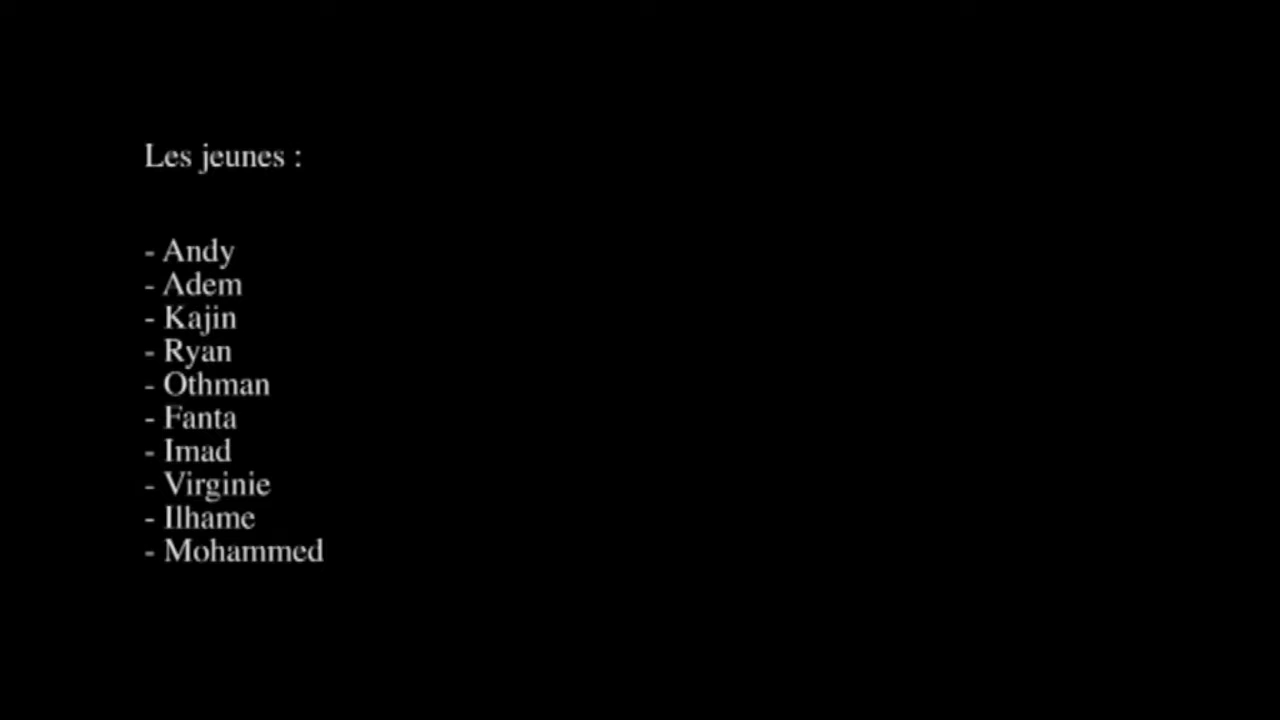 Les jeunes :
- Andy
- Adem
- Kajin
- Ryan
- Othman
- Fanta
- Imad
- Virginie
- Ilhame
- Mohammed